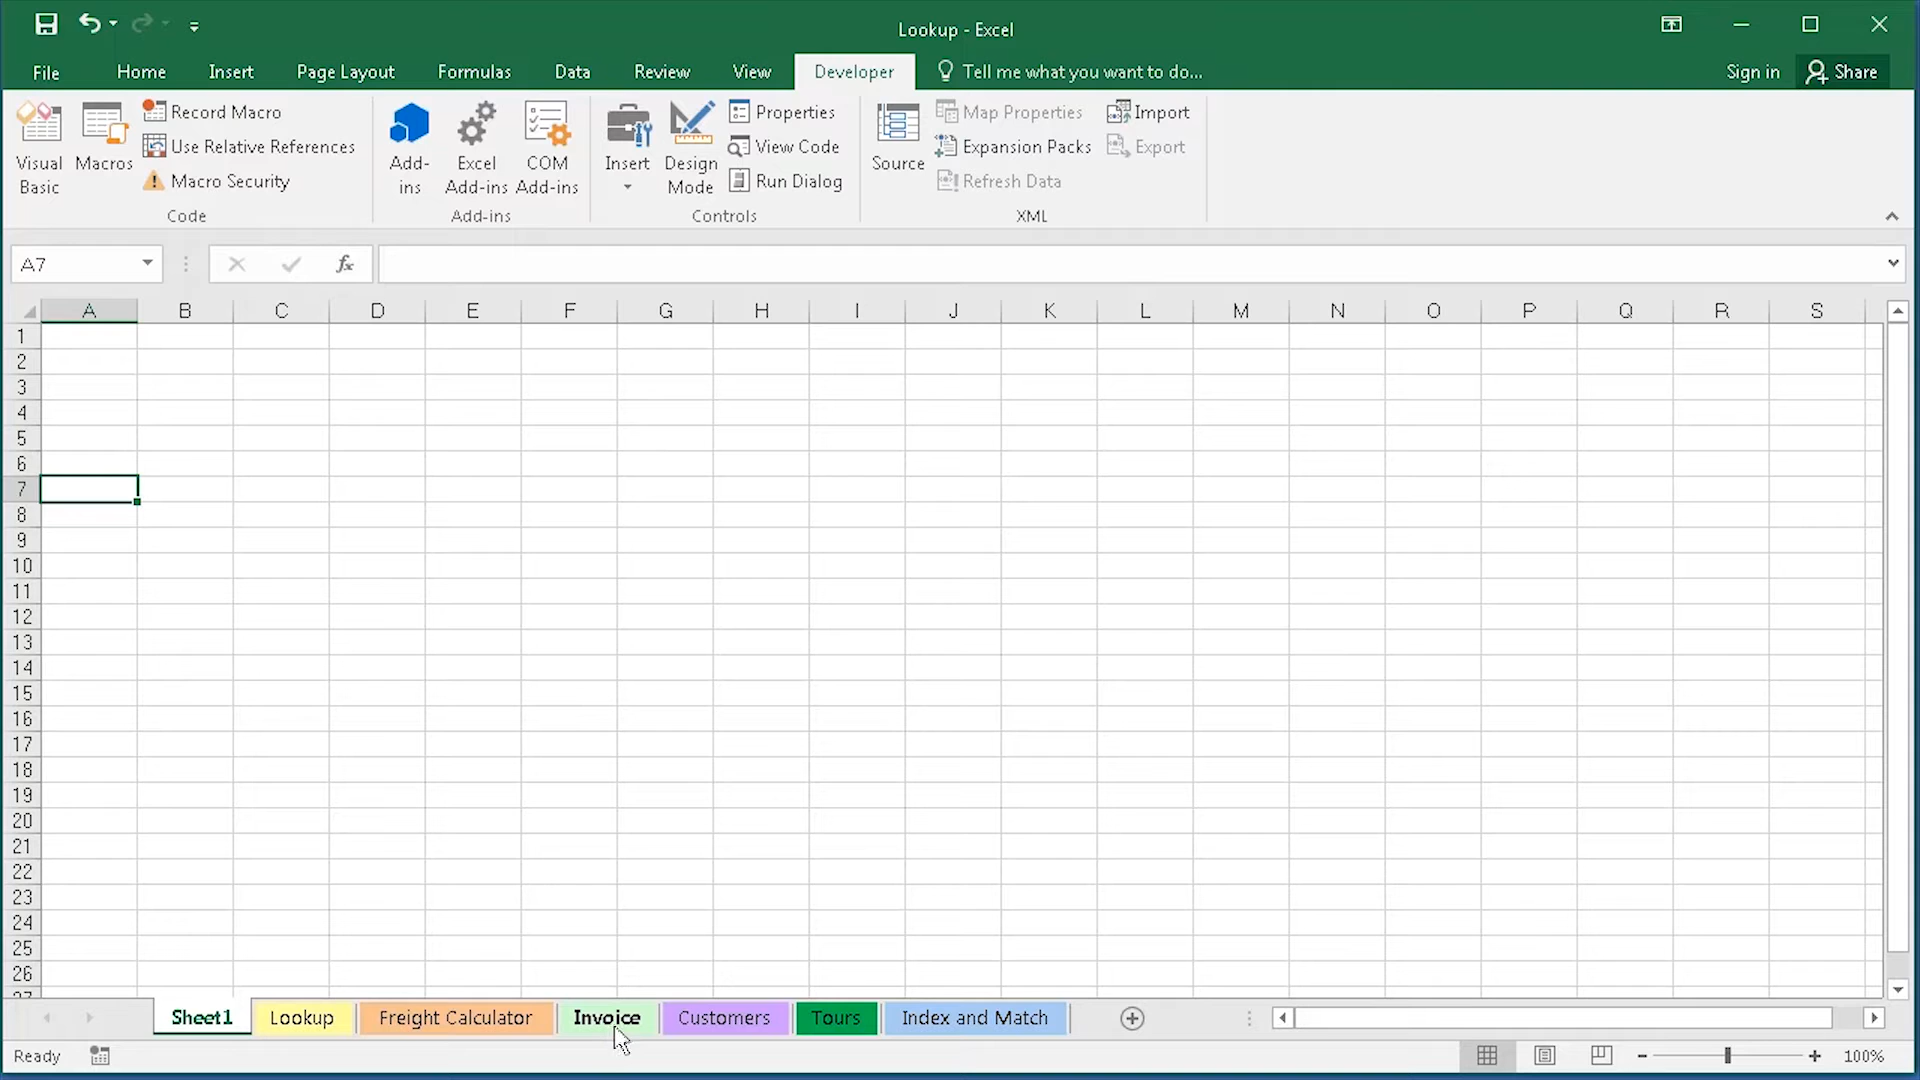 Lookup - Excel
File Home Insert Page Layout Formulas Data Review View Developer Tell me what you want to do... Sign in Share
Visual Basic
Macros
Record Macro
Use Relative References
Macro Security
Code
Add-ins
Excel Add-ins
COM Add-ins
Add-ins
Insert
Design Mode
Properties
View Code
Run Dialog
Controls
Source
Map Properties
Expansion Packs
Refresh Data
Import
Export
XML
A7
fx
A B C D E F G H I J K L M N O P Q R S
1
2
3
4
5
6
7
8
9
10
11
12
13
14
15
16
17
18
19
20
21
22
23
24
25
26
27
Sheet1 Lookup Freight Calculator Invoice Customers Tours Index and Match
Ready 100%